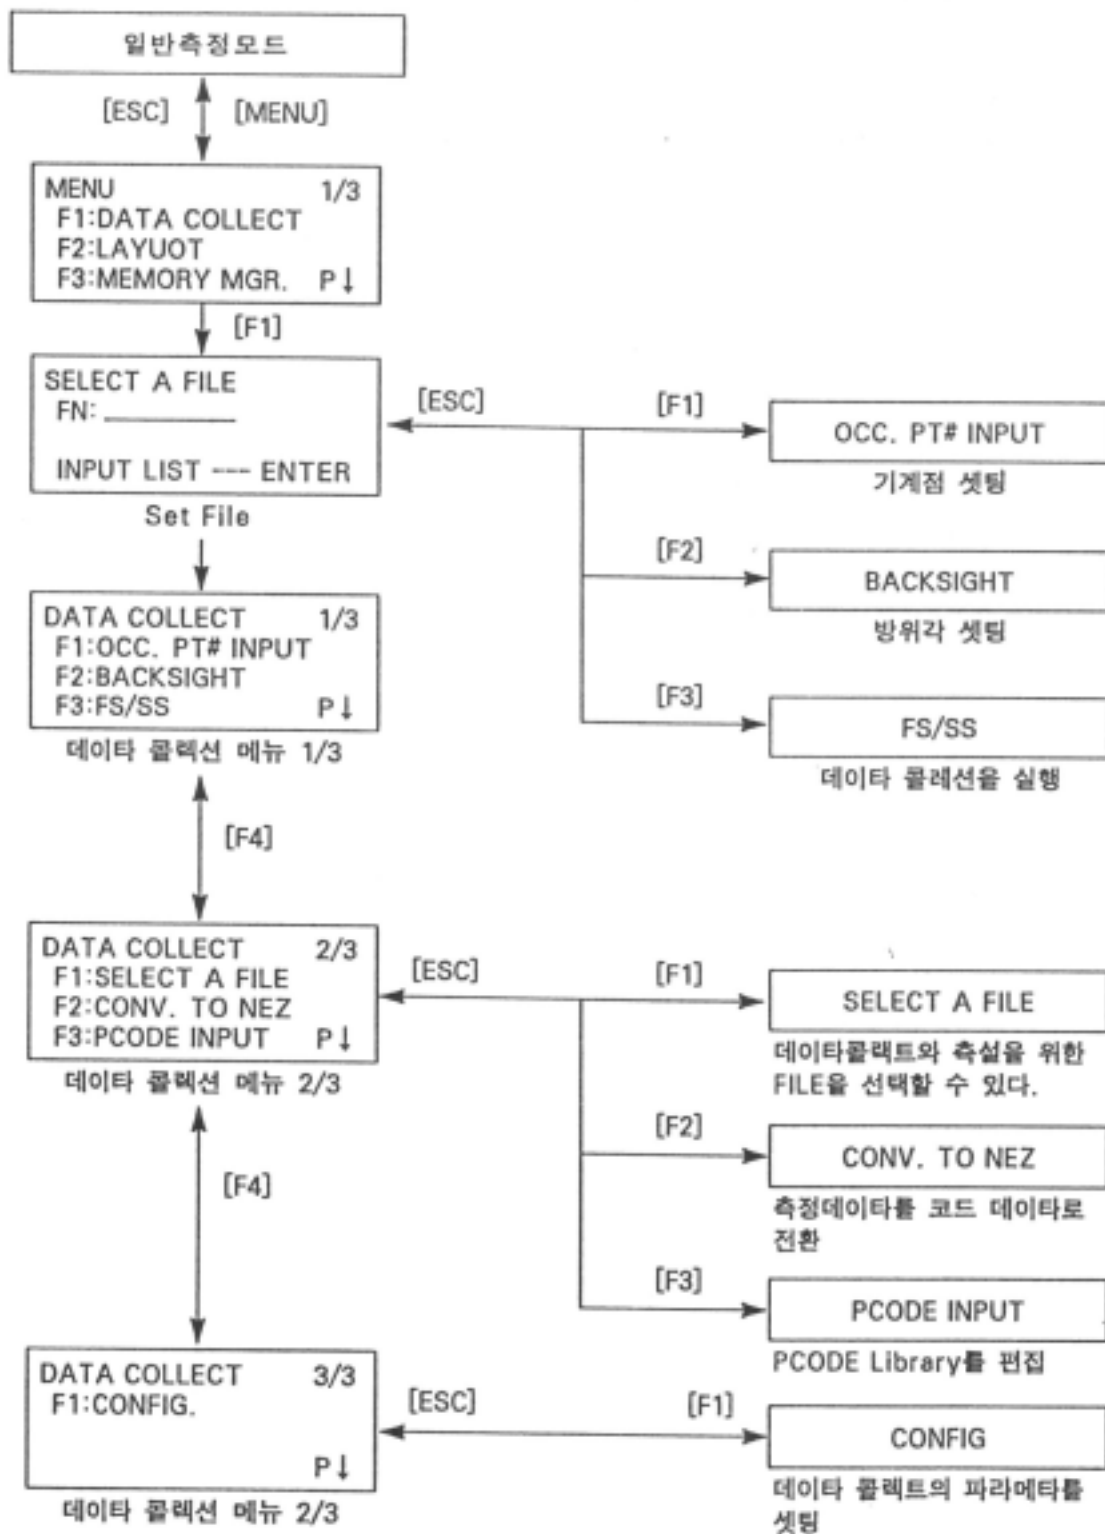 일반측정모드
[ESC] [MENU]
MENU 1/3
F1:DATA COLLECT
F2:LAYUOT
F3:MEMORY MGR. P↓
[F1]
SELECT A FILE
FN:
INPUT LIST --- ENTER
Set File
[ESC] [F1]
OCC. PT# INPUT
기계점 셋팅
[F2]
BACKSIGHT
방위각 셋팅
[F3]
FS/SS
데이타 콜레션을 실행
DATA COLLECT 1/3
F1:OCC. PT# INPUT
F2:BACKSIGHT
F3:FS/SS P↓
데이타 콜렉션 메뉴 1/3
[F4]
DATA COLLECT 2/3
F1:SELECT A FILE
F2:CONV. TO NEZ
F3:PCODE INPUT P↓
데이타 콜렉션 메뉴 2/3
[ESC] [F1]
SELECT A FILE
데이타콜랙트와 측설을 위한
FILE을 선택할 수 있다.
[F2]
CONV. TO NEZ
측정데이타를 코드 데이타로
전환
[F3]
PCODE INPUT
PCODE Library를 편집
[F4]
DATA COLLECT 3/3
F1:CONFIG.
P↓
데이타 콜렉션 메뉴 2/3
[ESC] [F1]
CONFIG
데이타 콜렉트의 파라메타를
셋팅